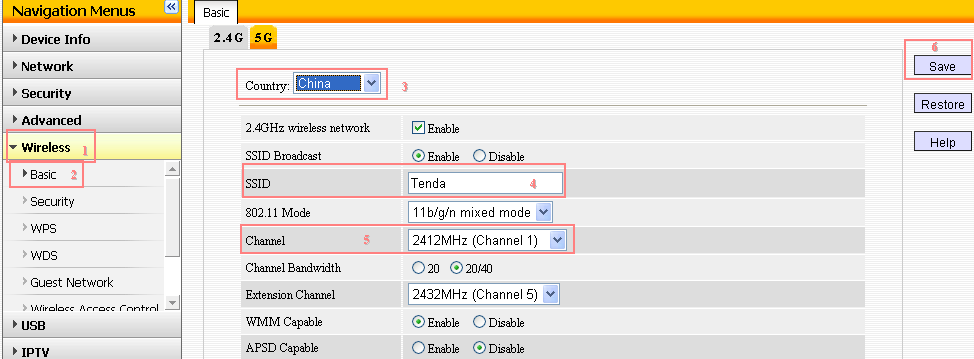 Navigation Menus
Basic
Device Info
Network
Security
Advanced
Wireless 1
Basic 2
Security
WPS
WDS
Guest Network
Wireless Access Control
USB
IPTV
2.4G 5G
Country: China 3
2.4GHz wireless network Enable
SSID Broadcast Enable Disable
SSID Tenda 4
802.11 Mode 11b/g/n mixed mode
Channel 5 2412MHz (Channel 1)
Channel Bandwidth 20 20/40
Extension Channel 2432MHz (Channel 5)
WMM Capable Enable Disable
APSD Capable Enable Disable
6
Save
Restore
Help